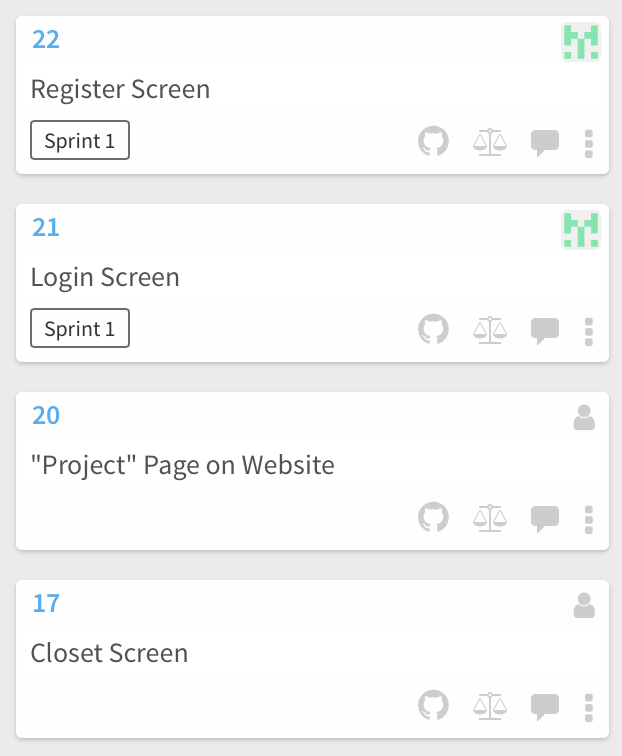 22
Register Screen
Sprint 1
21
Login Screen
Sprint 1
20
"Project" Page on Website
17
Closet Screen